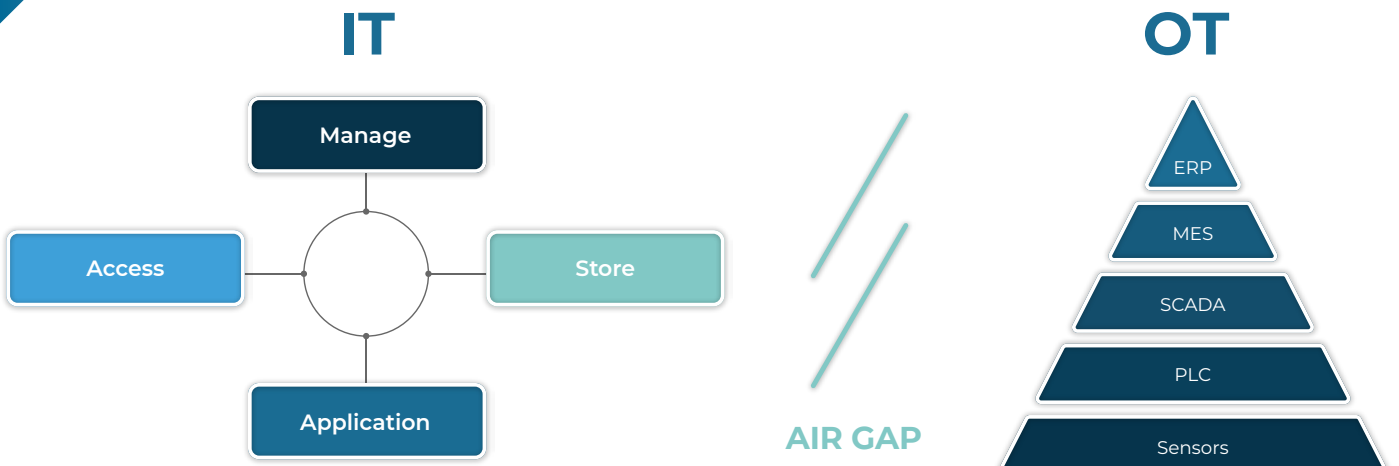 IT
OT
Manage
Access
Store
Application
AIR GAP
ERP
MES
SCADA
PLC
Sensors